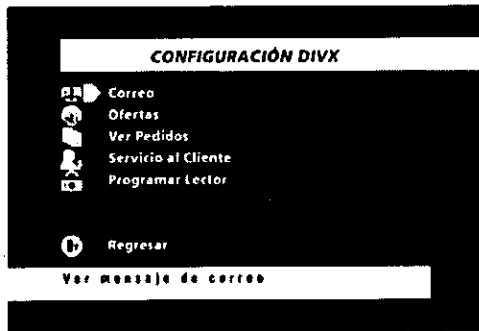 CONFIGURACIÓN DIVX
Correo
Ofertas
Ver Pedidos
Servicio al Cliente
Programar Lector
Regresar
Ver mensaje de correo